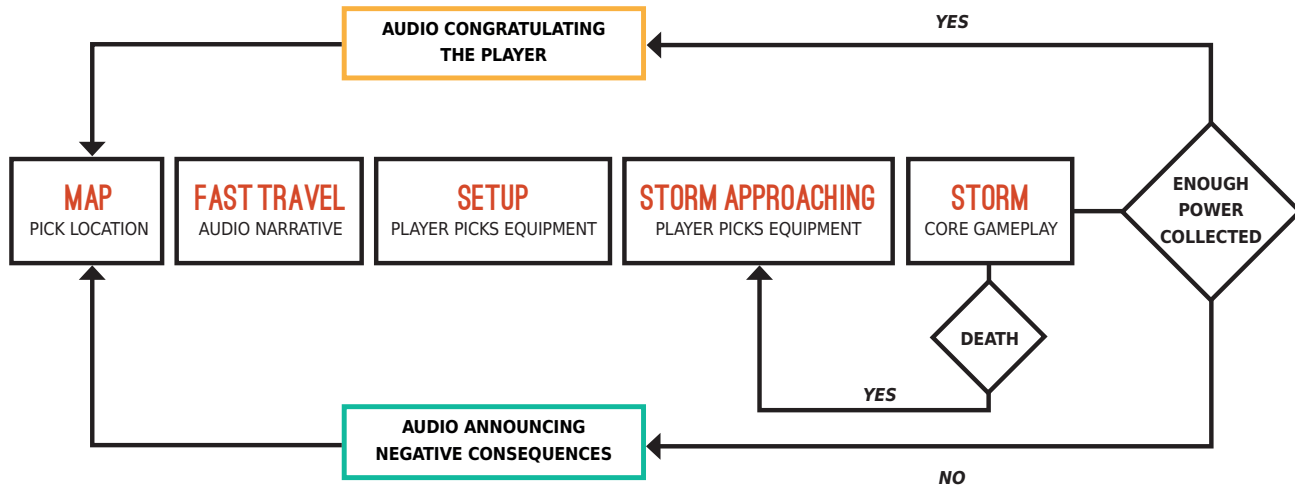 AUDIO CONGRATULATING
THE PLAYER
YES
MAP
PICK LOCATION
FAST TRAVEL
AUDIO NARRATIVE
SETUP
PLAYER PICKS EQUIPMENT
STORM APPROACHING
PLAYER PICKS EQUIPMENT
STORM
CORE GAMEPLAY
ENOUGH
POWER
COLLECTED
DEATH
YES
AUDIO ANNOUNCING
NEGATIVE CONSEQUENCES
NO